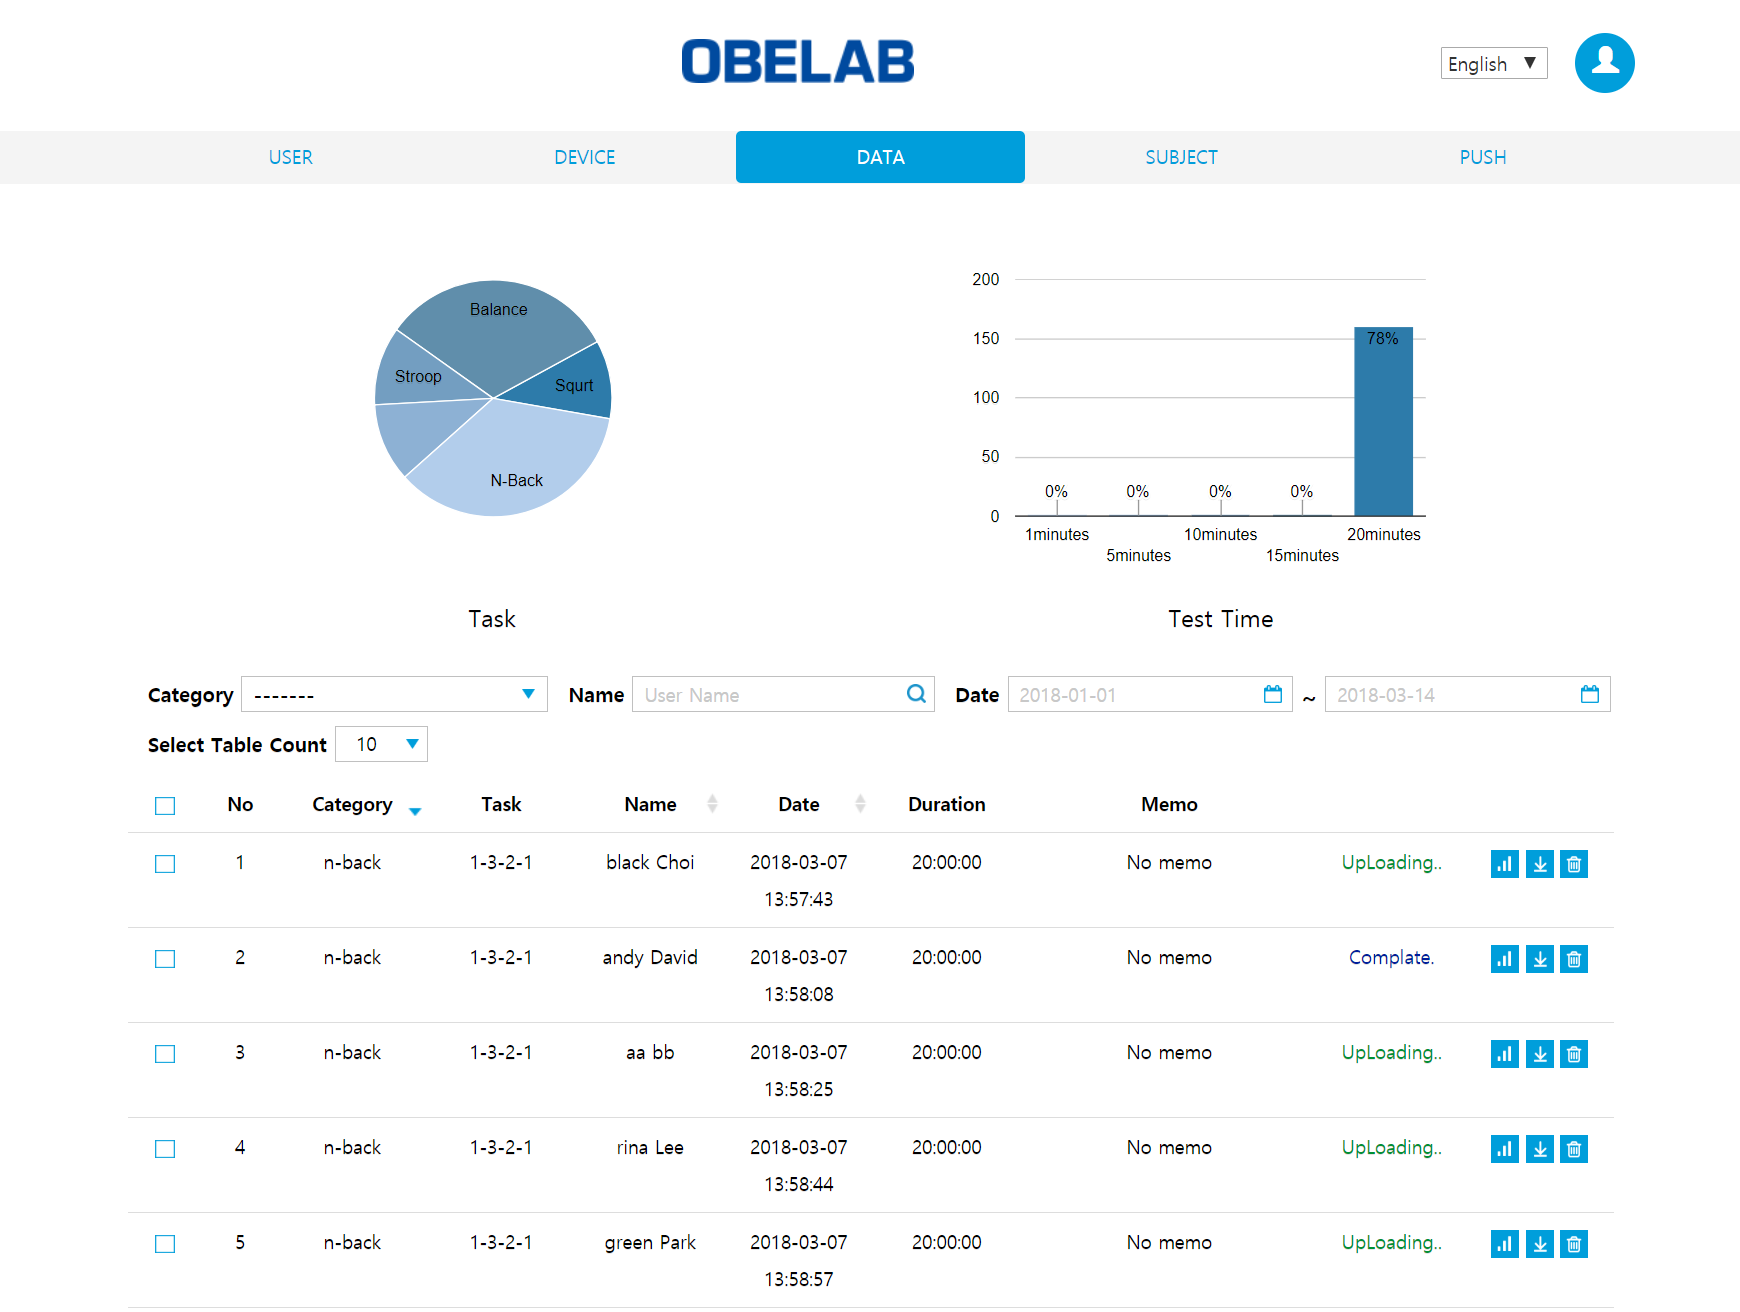 OBELAB
English ▼
USER DEVICE DATA SUBJECT PUSH
Balance
Stroop
Squrt
N-Back
Task
200
150
100
50
0
78%
0% 0% 0% 0%
1minutes 10minutes 20minutes
5minutes 15minutes
Test Time
Category ------- Name User Name Date 2018-01-01 ~ 2018-03-14
Select Table Count 10
No Category Task Name Date Duration Memo
1 n-back 1-3-2-1 black Choi 2018-03-07 20:00:00 No memo UpLoading..
13:57:43
2 n-back 1-3-2-1 andy David 2018-03-07 20:00:00 No memo Complate.
13:58:08
3 n-back 1-3-2-1 aa bb 2018-03-07 20:00:00 No memo UpLoading..
13:58:25
4 n-back 1-3-2-1 rina Lee 2018-03-07 20:00:00 No memo UpLoading..
13:58:44
5 n-back 1-3-2-1 green Park 2018-03-07 20:00:00 No memo UpLoading..
13:58:57